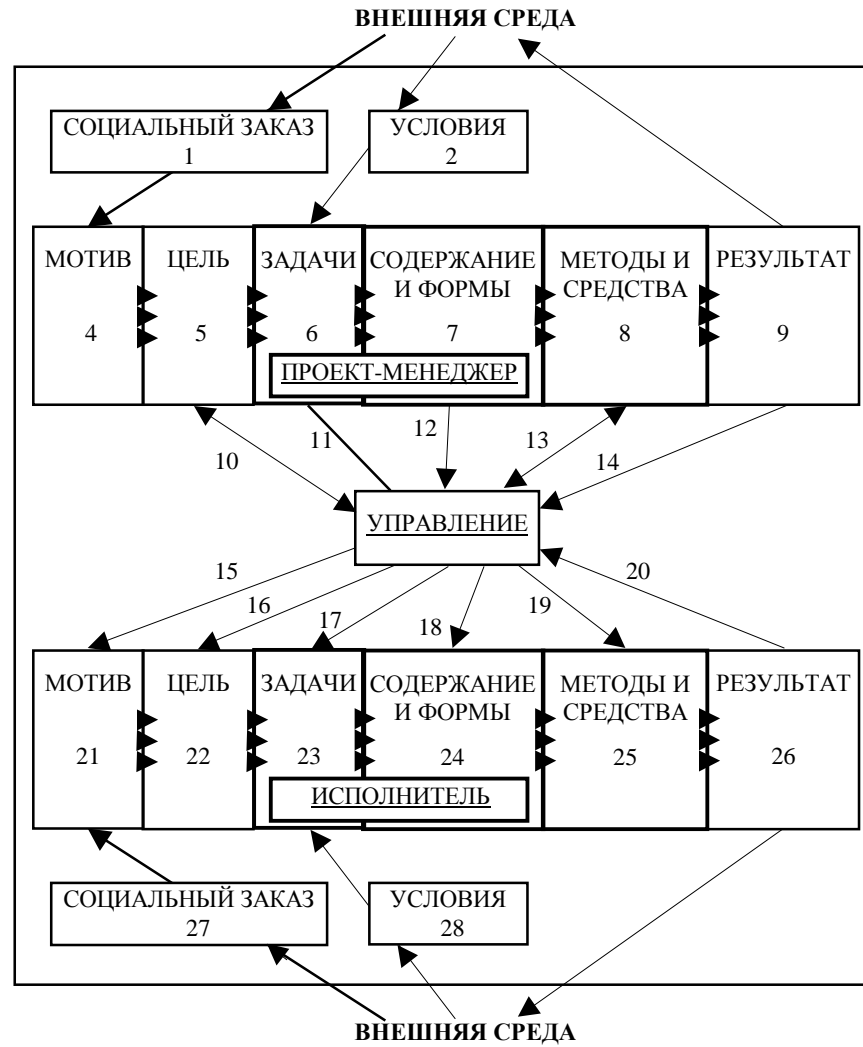 ВНЕШНЯЯ СРЕДА
СОЦИАЛЬНЫЙ ЗАКАЗ
1
УСЛОВИЯ
2
МОТИВ
4
ЦЕЛЬ
5
ЗАДАЧИ
6
СОДЕРЖАНИЕ
И ФОРМЫ
7
МЕТОДЫ И
СРЕДСТВА
8
РЕЗУЛЬТАТ
9
ПРОЕКТ-МЕНЕДЖЕР
10
11
12
13
14
УПРАВЛЕНИЕ
15
16
17
18
19
20
МОТИВ
21
ЦЕЛЬ
22
ЗАДАЧИ
23
СОДЕРЖАНИЕ
И ФОРМЫ
24
МЕТОДЫ И
СРЕДСТВА
25
РЕЗУЛЬТАТ
26
ИСПОЛНИТЕЛЬ
СОЦИАЛЬНЫЙ ЗАКАЗ
27
УСЛОВИЯ
28
ВНЕШНЯЯ СРЕДА